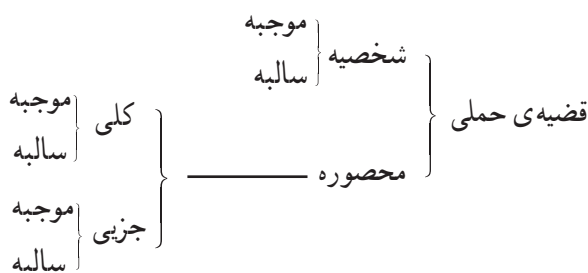 قضیه‌ی حملی
شخصیه
موجبه
سالبه
محصوره
کلی
موجبه
سالبه
جزیی
موجبه
سالبه